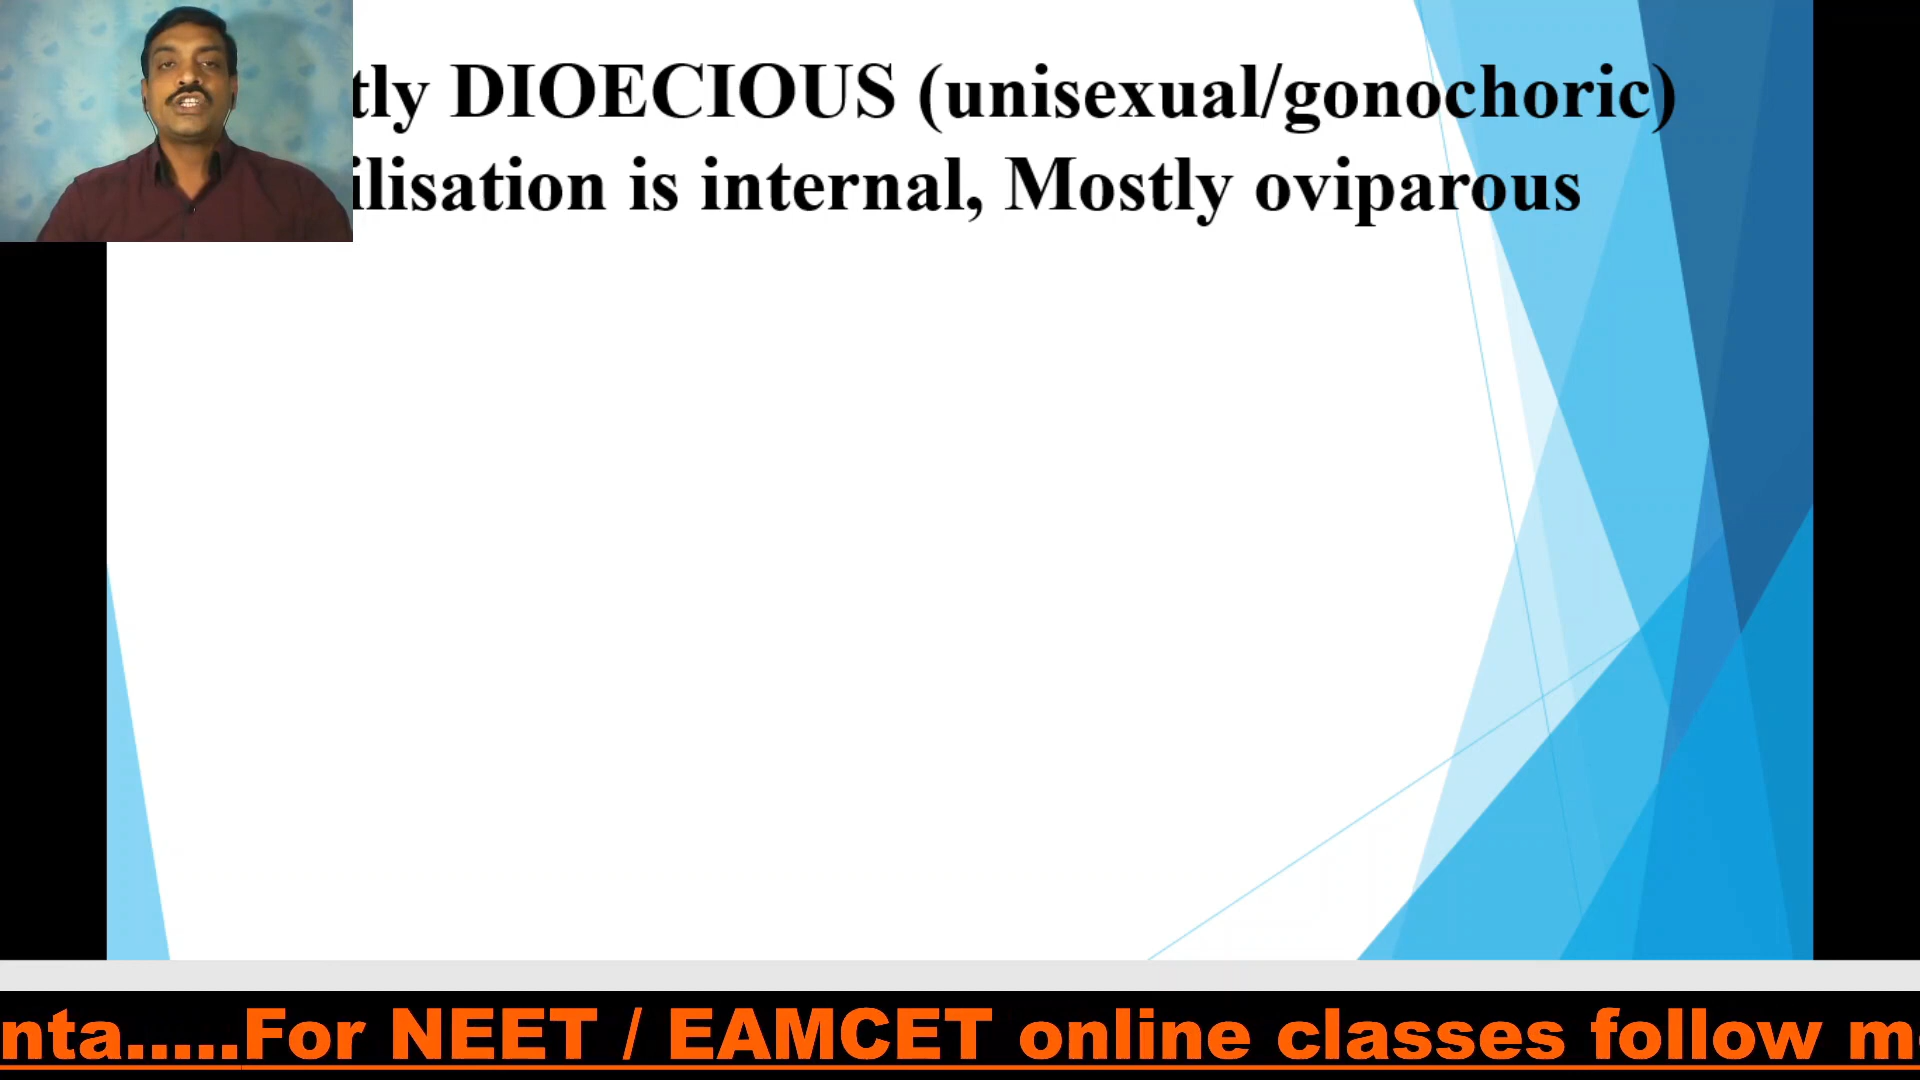 tly DIOECIOUS (unisexual/gonochoric)
ilisation is internal, Mostly oviparous
nta.....For NEET / EAMCET online classes follow m